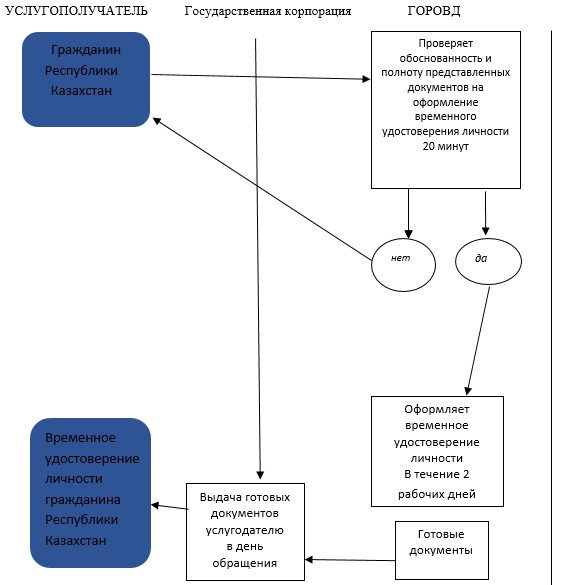 УСЛУГОПОЛУЧАТЕЛЬ Государственная корпорация ГОРОВД
Гражданин
Республики
Казахстан
Проверяет
обоснованность и
полноту представленных
документов на
оформление
временного
удостоверения личности
20 минут
нет
да
Оформляет
временное
удостоверение
личности
В течение 2
рабочих дней
Временное
удостоверение
личности
гражданина
Республики
Казахстан
Выдача готовых
документов
услугодателю
в день
обращения
Готовые
документы